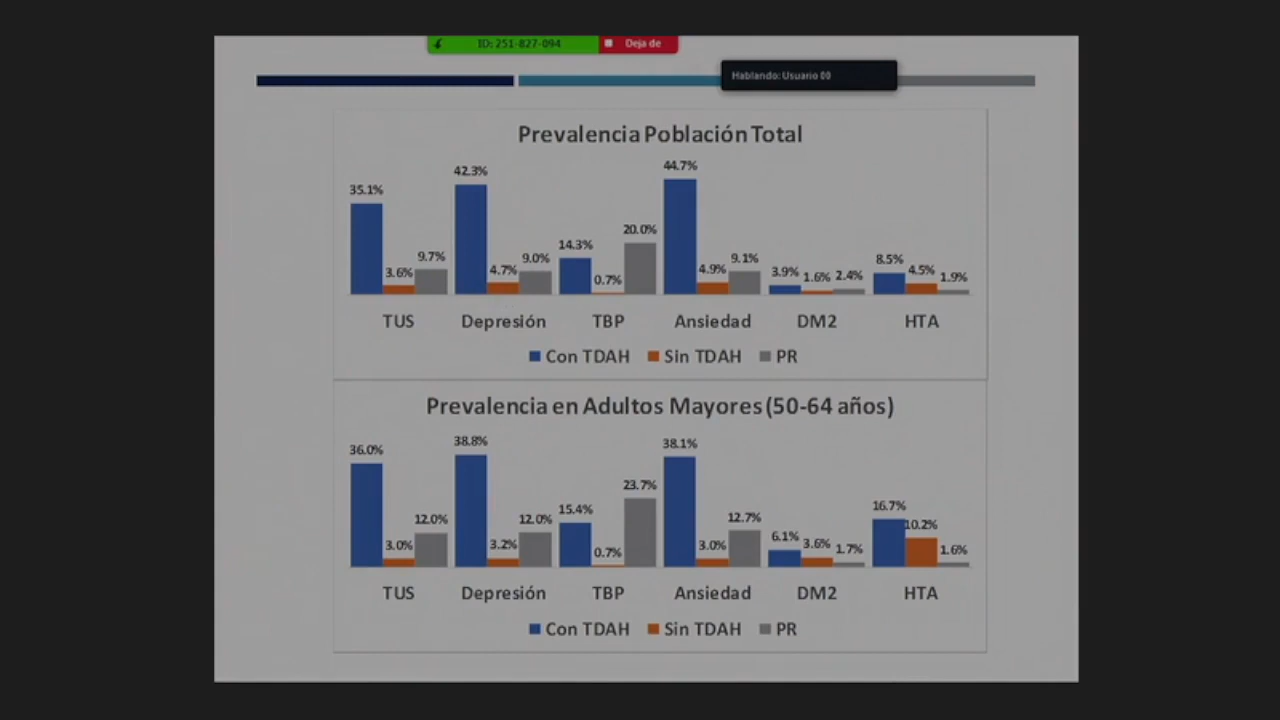 ID: 251-827-094 Deja de
Hablando: Usuario 00
Prevalencia Población Total
35.1% 3.6% 9.7% 42.3% 4.7% 9.0% 14.3% 0.7% 20.0% 44.7% 4.9% 9.1% 3.9% 1.6% 2.4% 8.5% 4.5% 1.9%
TUS Depresión TBP Ansiedad DM2 HTA
Con TDAH Sin TDAH PR
Prevalencia en Adultos Mayores (50-64 años)
36.0% 3.0% 12.0% 38.8% 3.2% 12.0% 15.4% 0.7% 23.7% 38.1% 3.0% 12.7% 6.1% 3.6% 1.7% 16.7% 10.2% 1.6%
TUS Depresión TBP Ansiedad DM2 HTA
Con TDAH Sin TDAH PR